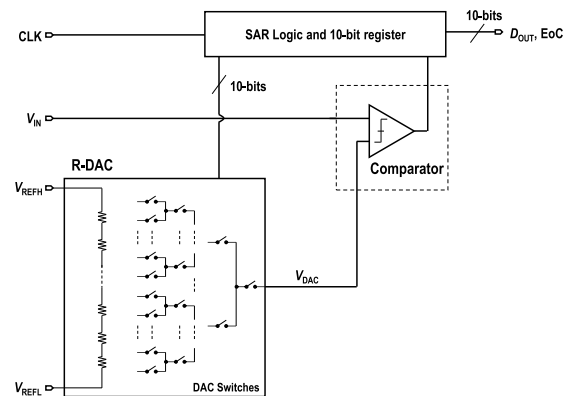 10-bits
CLK
SAR Logic and 10-bit register
DOUT, EoC
10-bits
VIN
Comparator
R-DAC
VREFH
VDAC
VREFL
DAC Switches